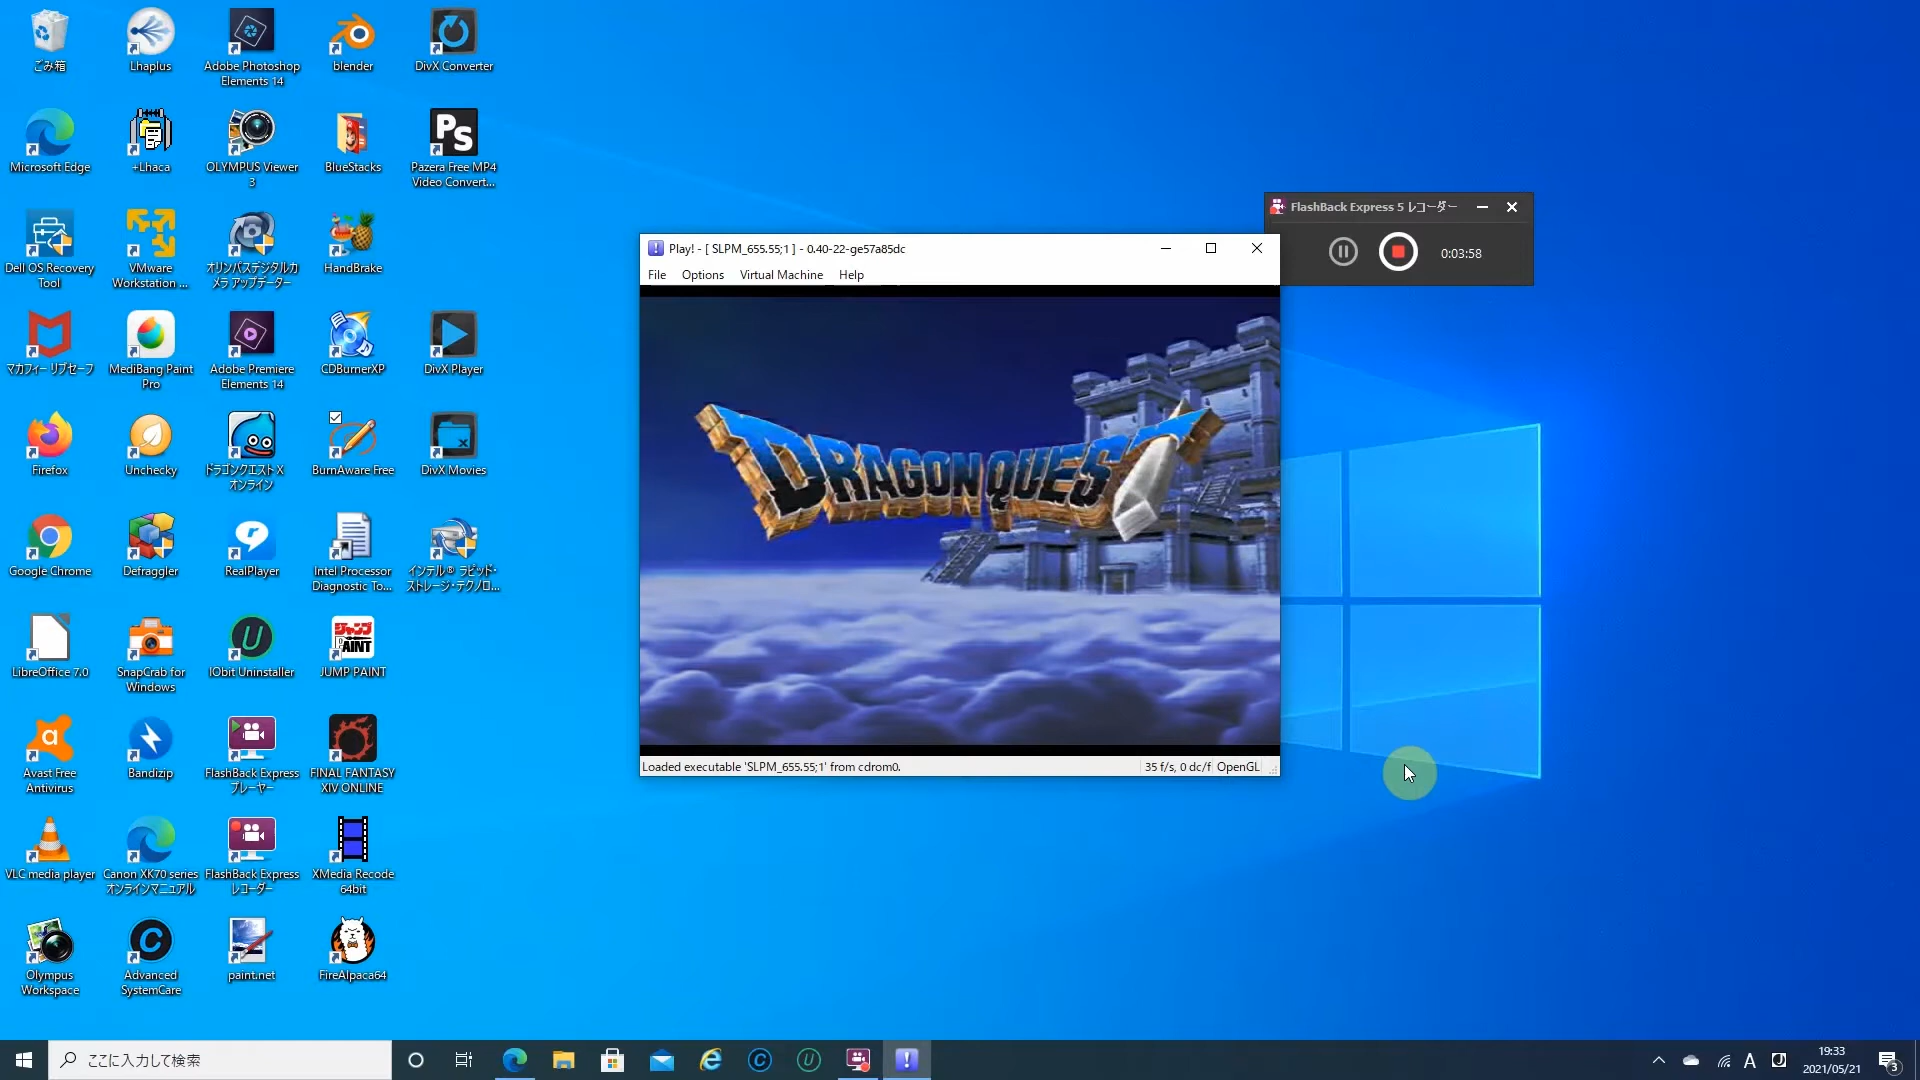 ごみ箱
Lhaplus
Adobe Photoshop
Elements 14
blender
DivX Converter
Microsoft Edge
+Lhaca
OLYMPUS Viewer
3
BlueStacks
Ps
Pazera Free MP4
Video Convert...
Dell OS Recovery
Tool
VMware
Workstation ...
オリンパスデジタルカ
メラ アップデーター
HandBrake
マカフィー リブセーフ
MediBang Paint
Pro
Adobe Premiere
Elements 14
CDBurnerXP
DivX Player
Firefox
Unchecky
ドラゴンクエスト X
オンライン
BurnAware Free
DivX Movies
Google Chrome
Defraggler
RealPlayer
Intel Processor
Diagnostic To...
インテル® ラピッド・
ストレージ・テクノロ...
LibreOffice 7.0
SnapCrab for
Windows
IObit Uninstaller
ジャンプ
PAINT
JUMP PAINT
Avast Free
Antivirus
Bandizip
FlashBack Express
プレーヤー
FINAL FANTASY
XIV ONLINE
VLC media player
Canon XK70 series
オンラインマニュアル
FlashBack Express
レコーダー
XMedia Recode
64bit
Olympus
Workspace
Advanced
SystemCare
paint.net
FireAlpaca64
FlashBack Express 5 レコーダー
0:03:58
Play! - [ SLPM_655.55;1 ] - 0.40-22-ge57a85dc
File Options Virtual Machine Help
DRAGON QUEST
Loaded executable 'SLPM_655.55;1' from cdrom0.
35 f/s, 0 dc/f OpenGL
ここに入力して検索
A
19:33
2021/05/21
3